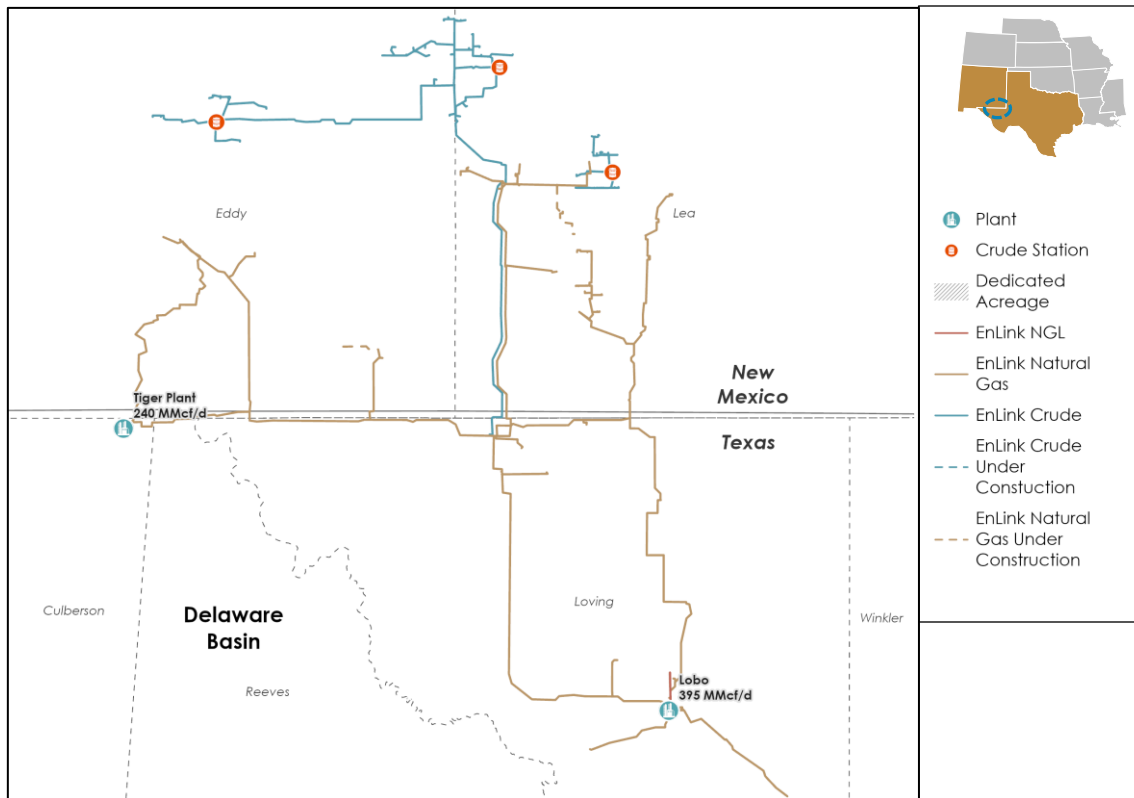 Eddy
Lea
New
Mexico
Tiger Plant
240 MMcf/d
Texas
Culberson
Delaware
Basin
Reeves
Loving
Winkler
Lobo
395 MMcf/d
Plant
Crude Station
Dedicated
Acreage
EnLink NGL
EnLink Natural
Gas
EnLink Crude
EnLink Crude
Under
Constuction
EnLink Natural
Gas Under
Construction